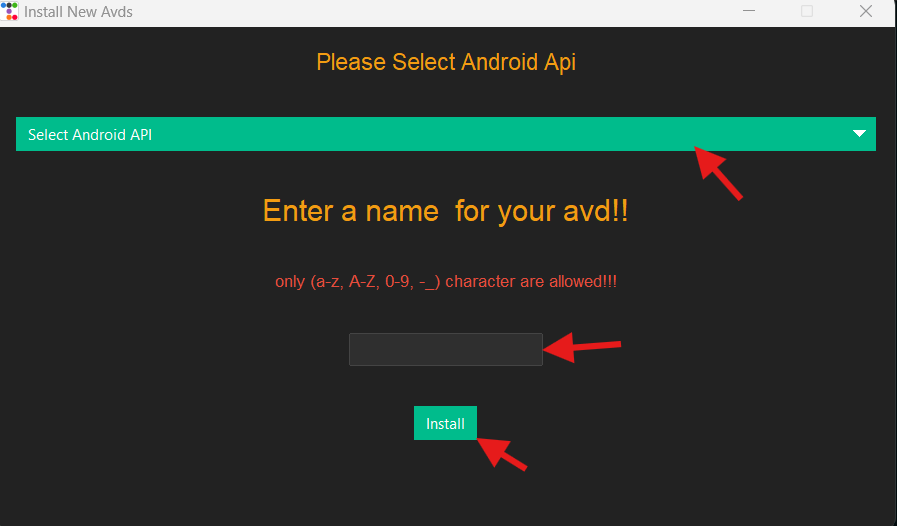 Install New Avds
Please Select Android Api
Select Android API
Enter a name  for your avd!!
only (a-z, A-Z, 0-9, -_) character are allowed!!!
Install